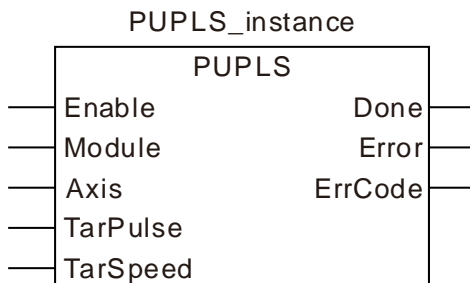 PUPLS_instance
PUPLS
Enable Done
Module Error
Axis ErrCode
TarPulse
TarSpeed